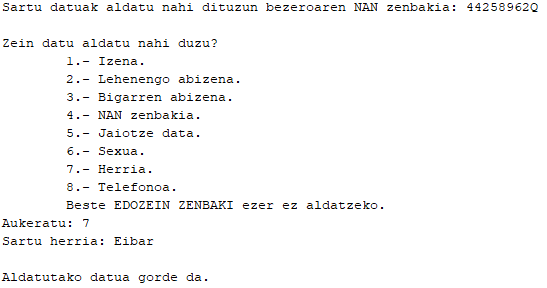 Sartu datuak aldatu nahi dituzun bezeroaren NAN zenbakia: 44258962Q
Zein datu aldatu nahi duzu?
1.- Izena.
2.- Lehenengo abizena.
3.- Bigarren abizena.
4.- NAN zenbakia.
5.- Jaiotze data.
6.- Sexua.
7.- Herria.
8.- Telefonoa.
Beste EDOZEIN ZENBAKI ezer ez aldatzeko.
Aukeratu: 7
Sartu herria: Eibar
Aldatutako datua gorde da.